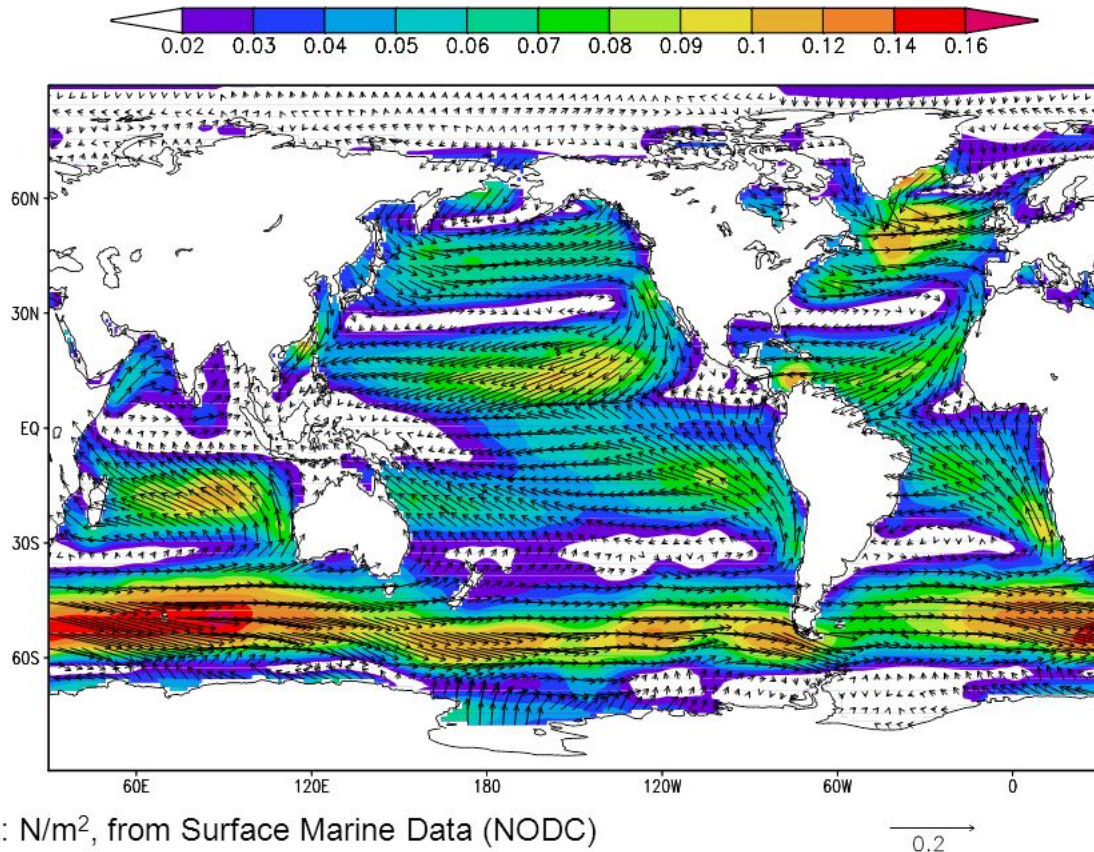 0.02 0.03 0.04 0.05 0.06 0.07 0.08 0.09 0.1 0.12 0.14 0.16
60N
30N
EQ
30S
60S
60E 120E 180 120W 60W 0
: N/m², from Surface Marine Data (NODC)
0.2